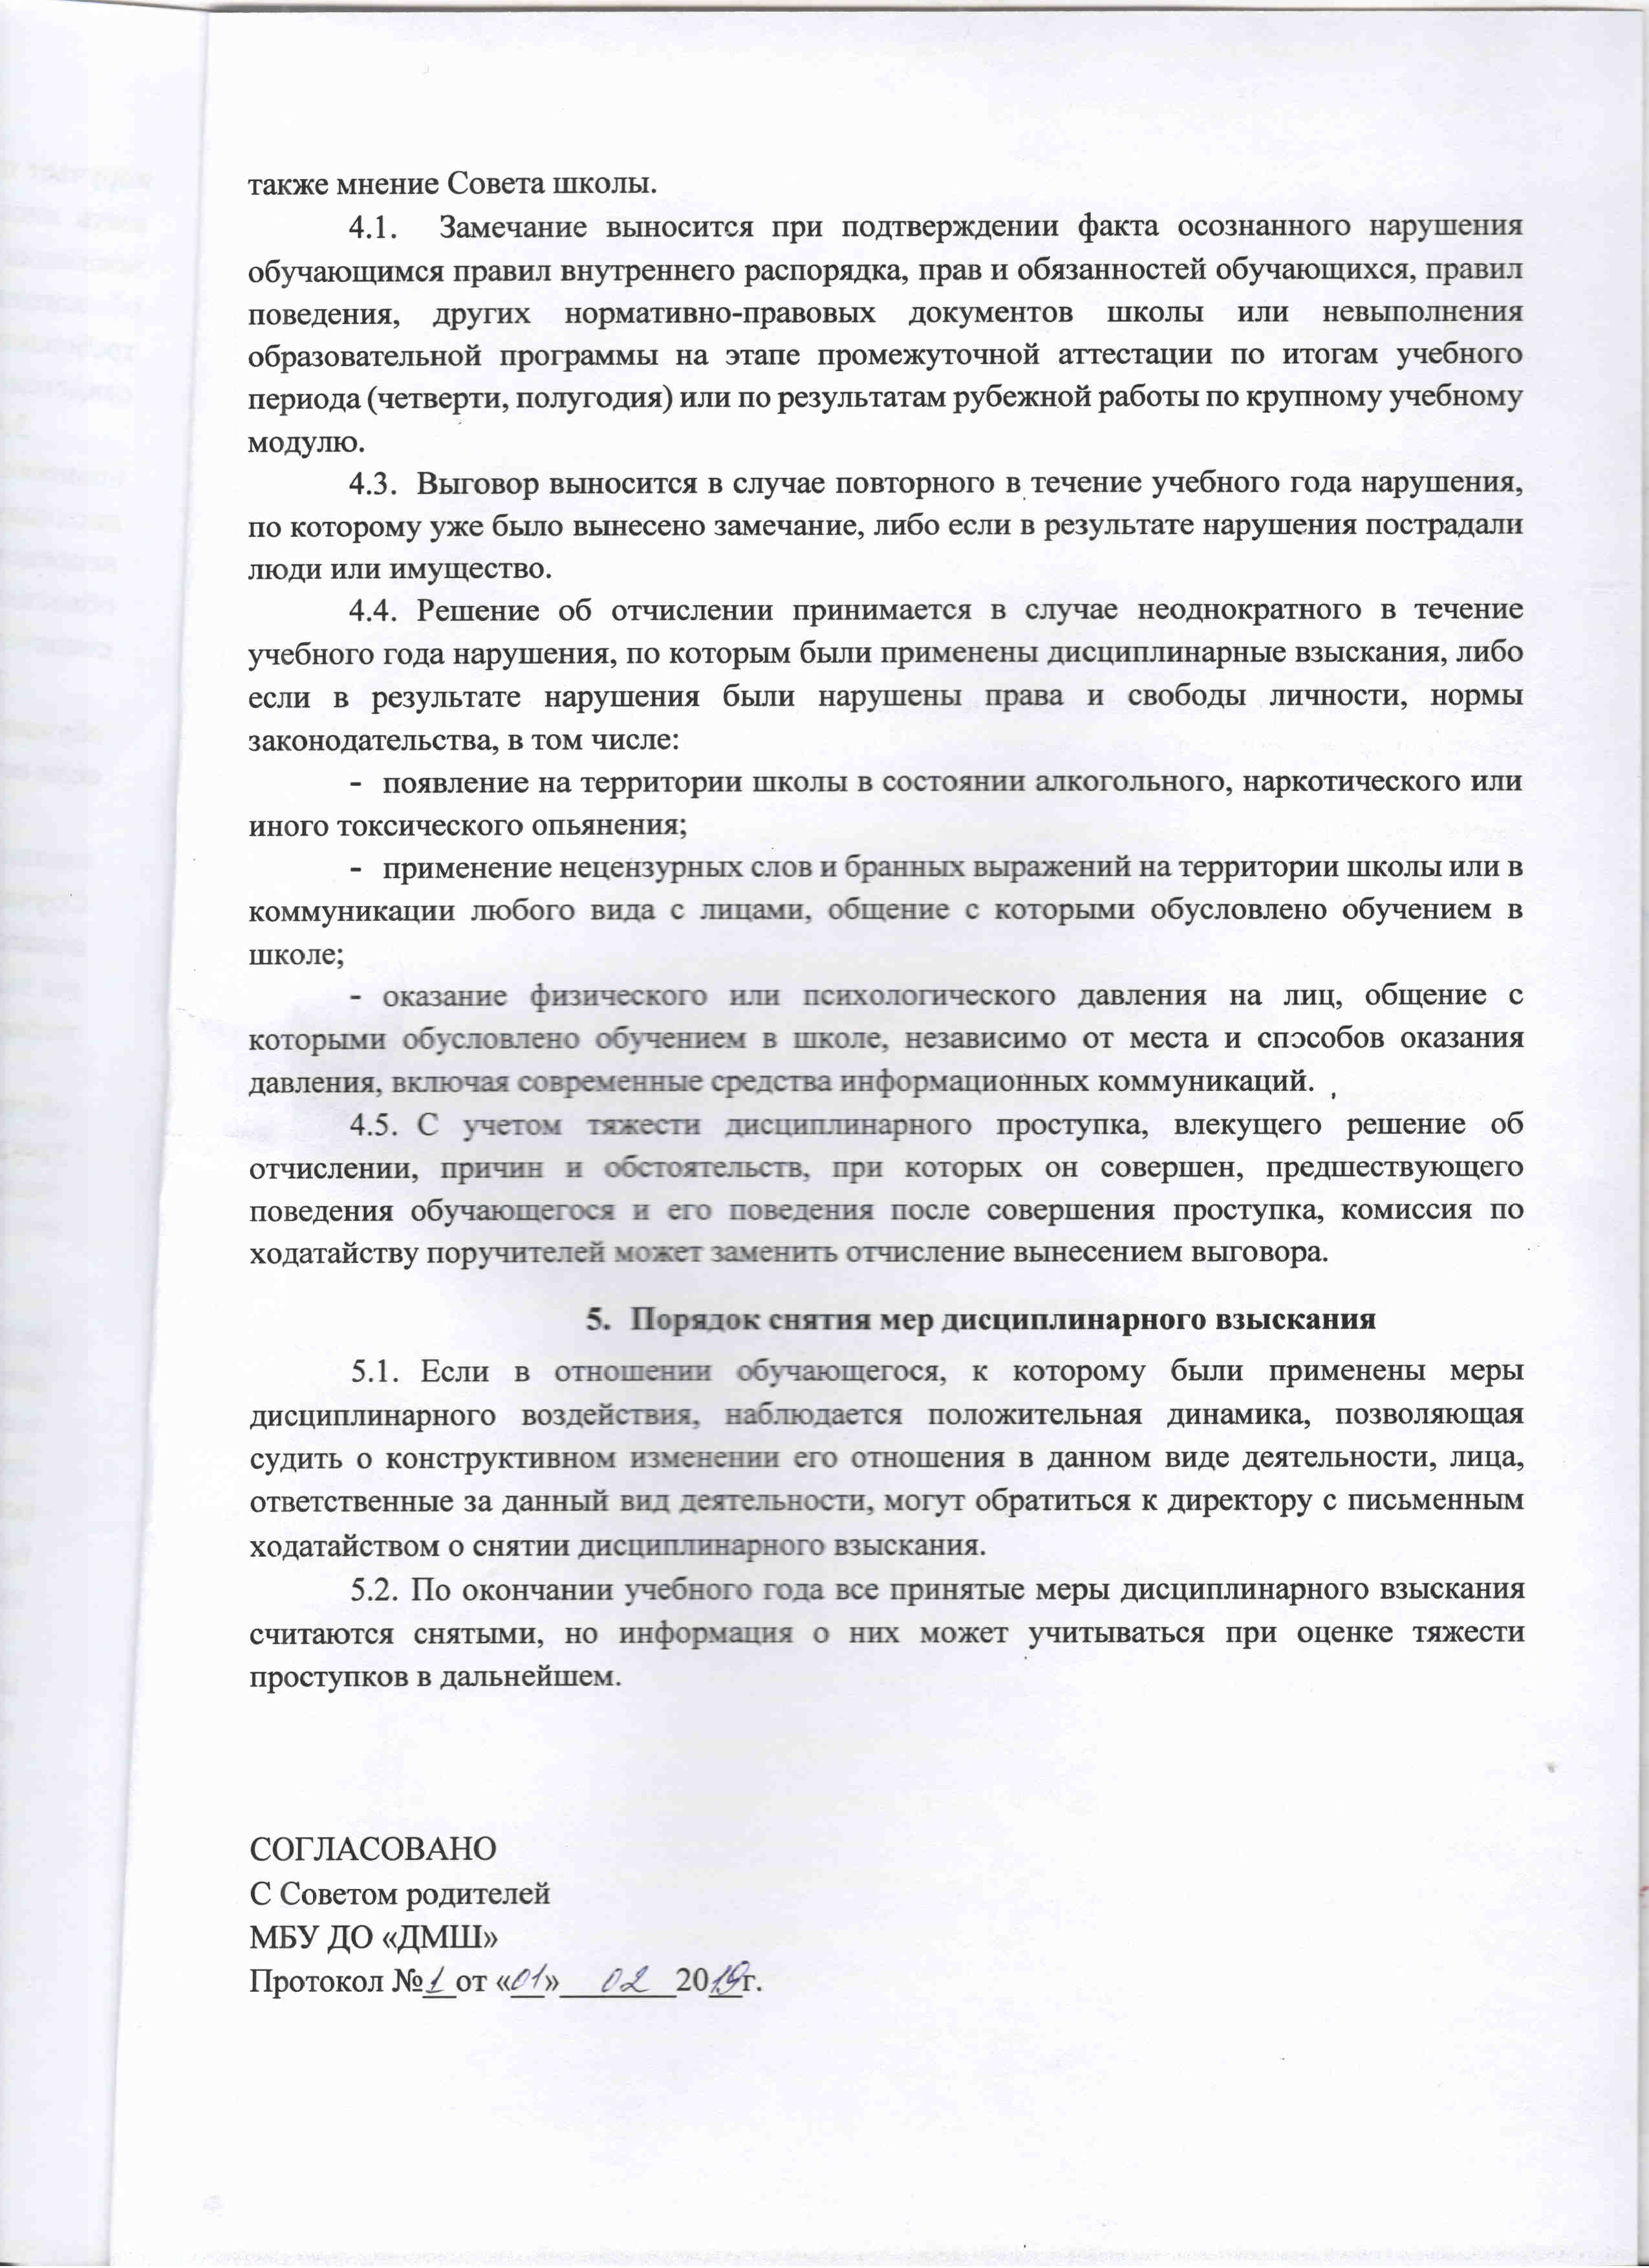 также мнение Совета школы.
4.1. Замечание выносится при подтверждении факта осознанного нарушения
обучающимся правил внутреннего распорядка, прав и обязанностей обучающихся, правил
поведения, других нормативно-правовых документов школы или невыполнения
образовательной программы на этапе промежуточной аттестации по итогам учебного
периода (четверти, полугодия) или по результатам рубежной работы по крупному учебному
модулю.
4.3. Выговор выносится в случае повторного в течение учебного года нарушения,
по которому уже было вынесено замечание, либо если в результате нарушения пострадали
люди или имущество.
4.4. Решение об отчислении принимается в случае неоднократного в течение
учебного года нарушения, по которым были применены дисциплинарные взыскания, либо
если в результате нарушения были нарушены права и свободы личности, нормы
законодательства, в том числе:
- появление на территории школы в состоянии алкогольного, наркотического или
иного токсического опьянения;
- применение нецензурных слов и бранных выражений на территории школы или в
коммуникации любого вида с лицами, общение с которыми обусловлено обучением в
школе;
- оказание физического или психологического давления на лиц, общение с
которыми обусловлено обучением в школе, независимо от места и способов оказания
давления, включая современные средства информационных коммуникаций.
4.5. С учетом тяжести дисциплинарного проступка, влекущего решение об
отчислении, причин и обстоятельств, при которых он совершен, предшествующего
поведения обучающегося и его поведения после совершения проступка, комиссия по
ходатайству поручителей может заменить отчисление вынесением выговора.
5. Порядок снятия мер дисциплинарного взыскания
5.1. Если в отношении обучающегося, к которому были применены меры
дисциплинарного воздействия, наблюдается положительная динамика, позволяющая
судить о конструктивном изменении его отношения в данном виде деятельности, лица,
ответственные за данный вид деятельности, могут обратиться к директору с письменным
ходатайством о снятии дисциплинарного взыскания.
5.2. По окончании учебного года все принятые меры дисциплинарного взыскания
считаются снятыми, но информация о них может учитываться при оценке тяжести
проступков в дальнейшем.
СОГЛАСОВАНО
С Советом родителей
МБУ ДО «ДМШ»
Протокол № 1 от «01» 02 2019г.